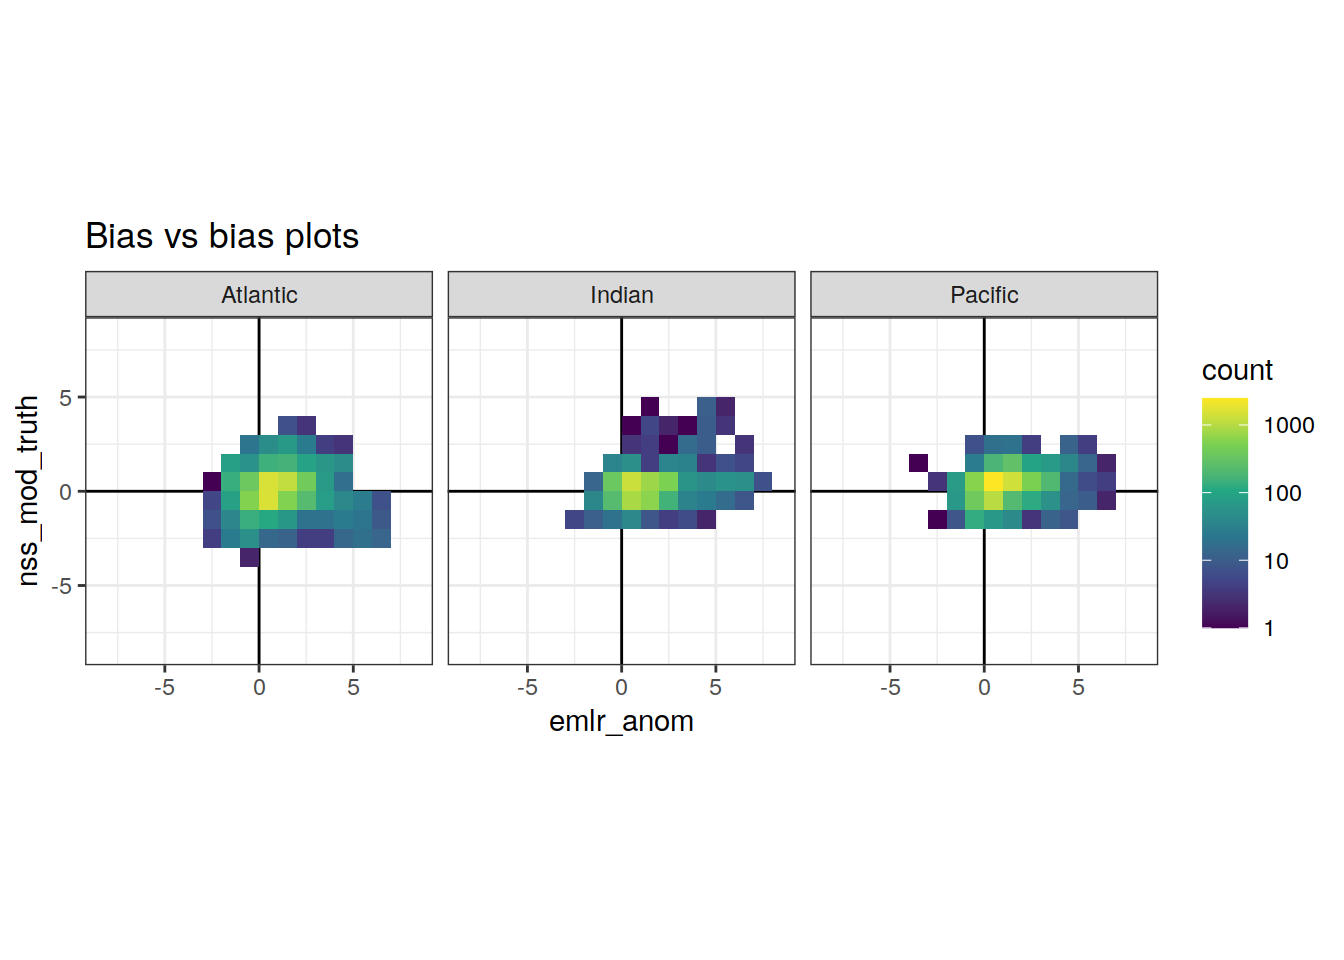 Bias vs bias plots
Atlantic Indian Pacific
nss_mod_truth
5
0
-5
-5 0 5 -5 0 5 -5 0 5
emlr_anom
count
1000
100
10
1